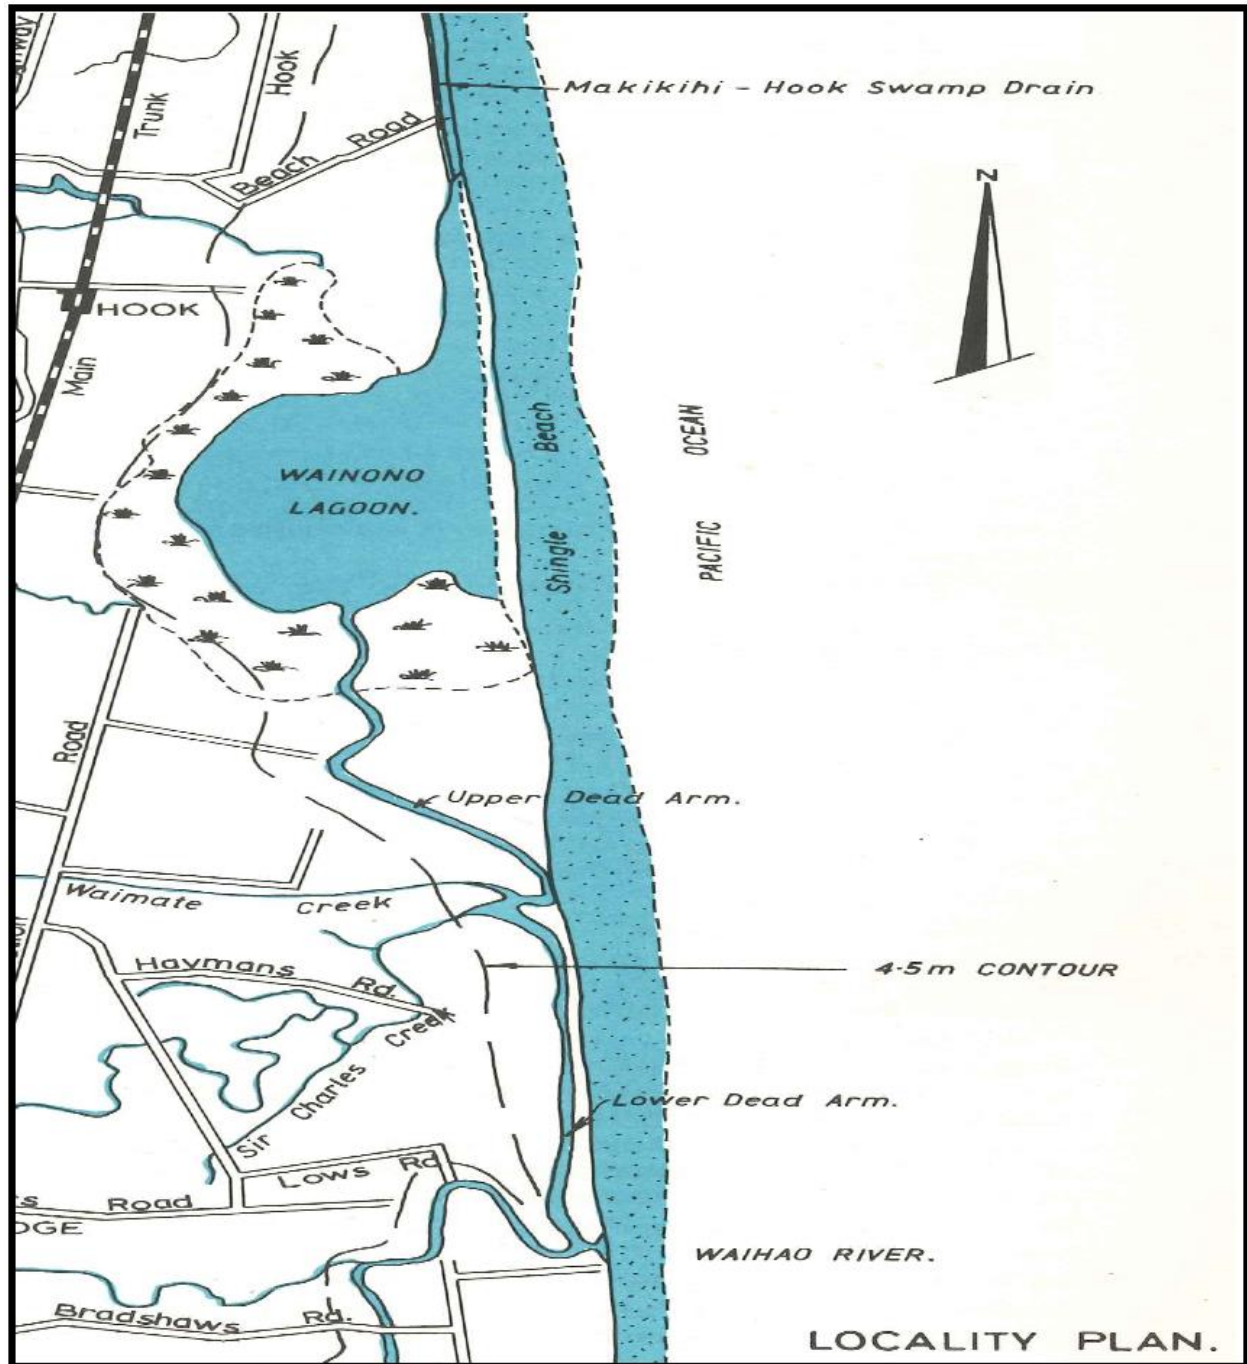 Makikihi - Hook Swamp Drain
Hook
Trunk
Beach Road
N
HOOK
Main
WAINONO
LAGOON.
Shingle Beach
PACIFIC OCEAN
Road
Upper Dead Arm.
Waimate Creek
Haymans Rd.
4·5m CONTOUR
Sir Charles Creek
Lower Dead Arm.
Lows Rd
Road
WAIHAO RIVER.
Bradshaws Rd.
LOCALITY PLAN.